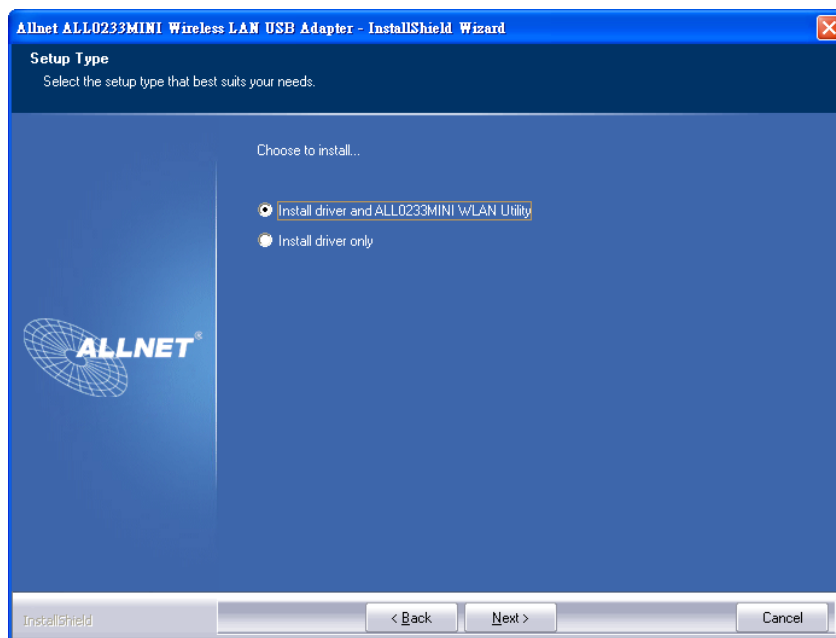 Allnet ALL0233MINI Wireless LAN USB Adapter - InstallShield Wizard
Setup Type
Select the setup type that best suits your needs.
Choose to install...
Install driver and ALL0233MINI WLAN Utility
Install driver only
ALLNET®
InstallShield
< Back
Next >
Cancel